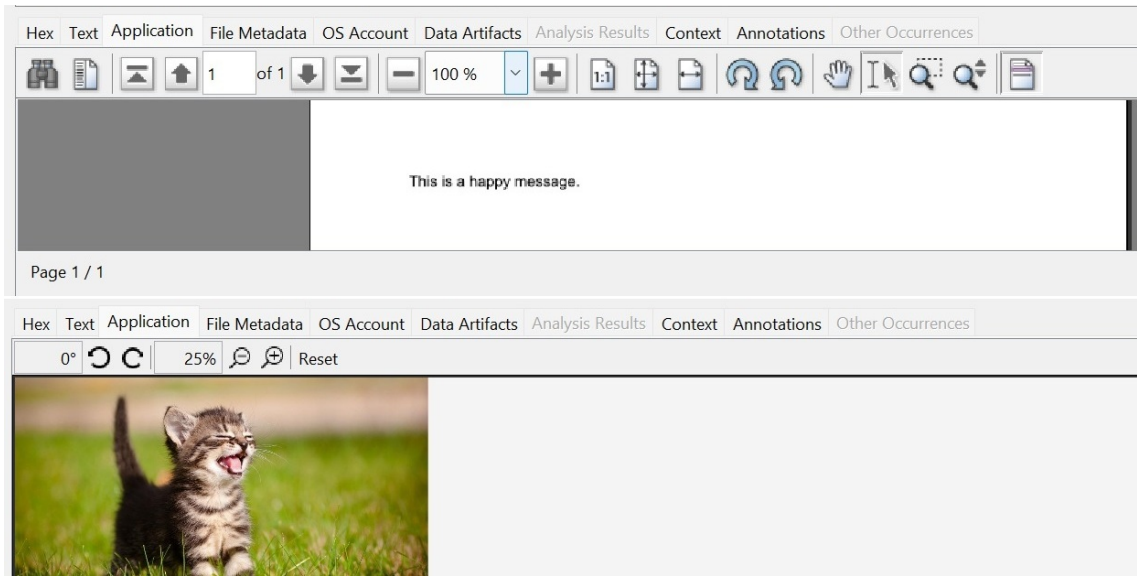 Hex Text Application File Metadata OS Account Data Artifacts Analysis Results Context Annotations Other Occurrences
1 of 1 100 % 1:1
This is a happy message.
Page 1 / 1
Hex Text Application File Metadata OS Account Data Artifacts Analysis Results Context Annotations Other Occurrences
0° 25% Reset